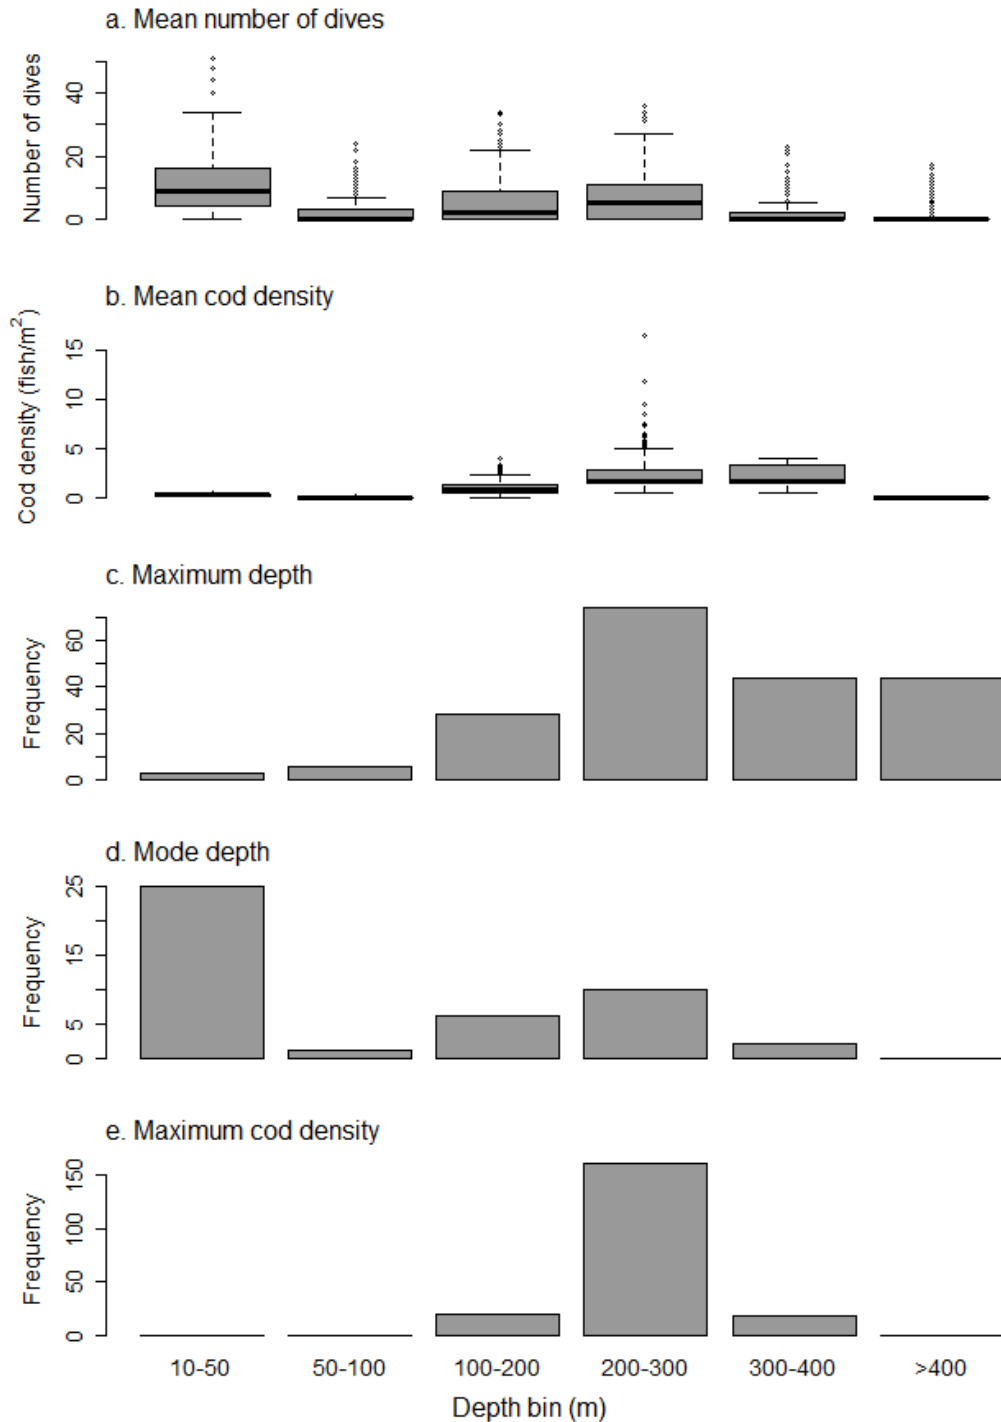 a. Mean number of dives
Number of dives
40
20
0
b. Mean cod density
Cod density (fish/m²)
15
10
5
0
c. Maximum depth
Frequency
60
40
20
0
d. Mode depth
Frequency
25
15
5
0
e. Maximum cod density
Frequency
150
100
50
0
10-50 50-100 100-200 200-300 300-400 >400
Depth bin (m)